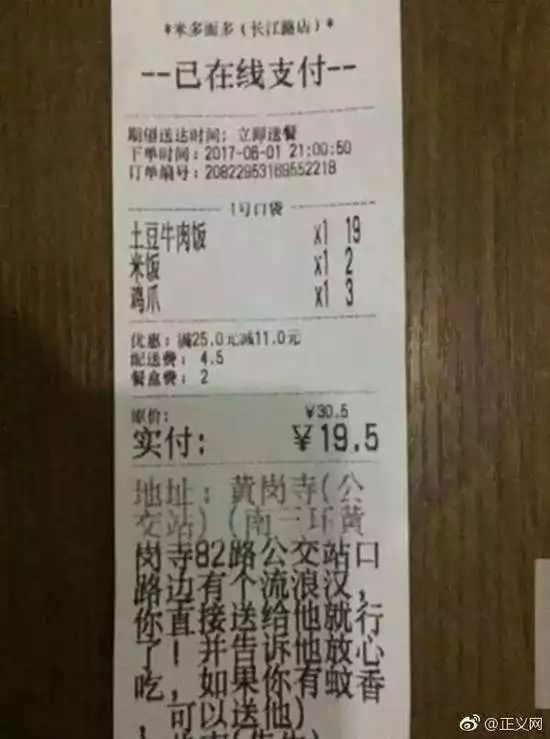 *米多面多(长江路店)*
--已在线支付--
期望送达时间: 立即送餐
下单时间: 2017-06-01 21:00:50
订单编号: 20822953169552218
1号口袋
土豆牛肉饭 x1 19
米饭 x1 2
鸡爪 x1 3
优惠: 满25.0元减11.0元
配送费: 4.5
餐盒费: 2
原价: ¥30.5
实付: ¥19.5
地址: 黄岗寺(公
交站)(南三环黄
岗寺82路公交站口
路边有个流浪汉,
你直接送给他就行
了!并告诉他放心
吃,如果你有蚊香
,可以送他)
@正义网